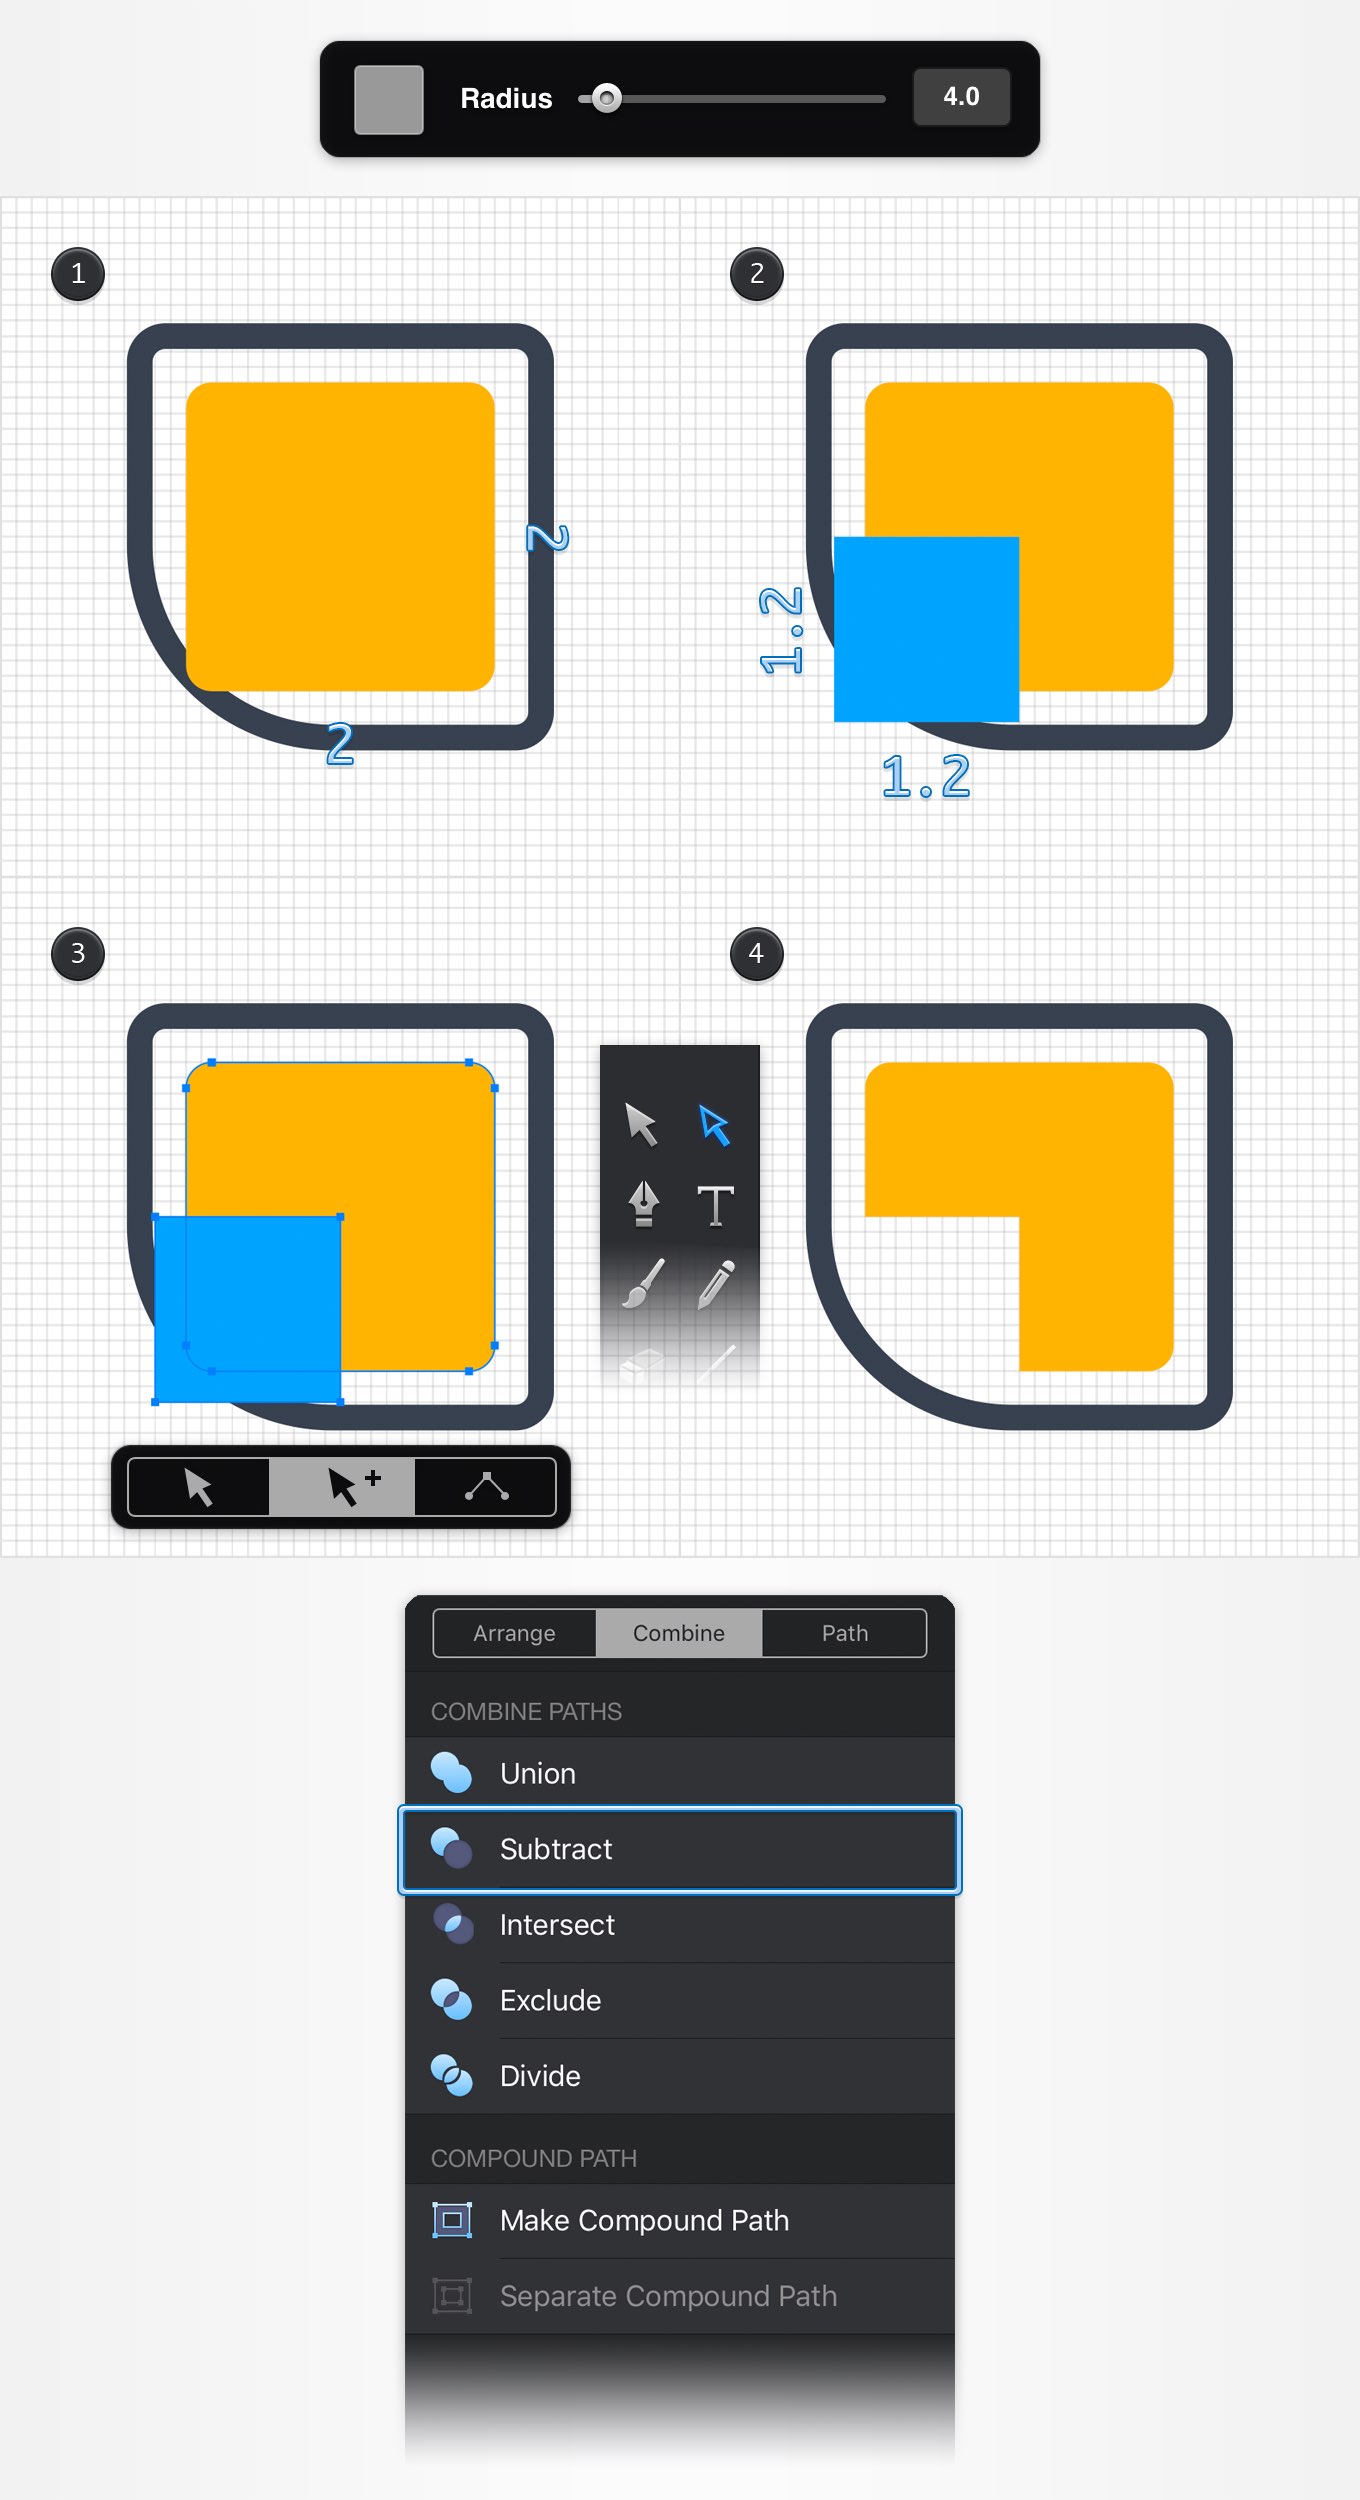 Radius
4.0
1
2
2
2
1.2
1.2
3
4
T
Arrange
Combine
Path
COMBINE PATHS
Union
Subtract
Intersect
Exclude
Divide
COMPOUND PATH
Make Compound Path
Separate Compound Path